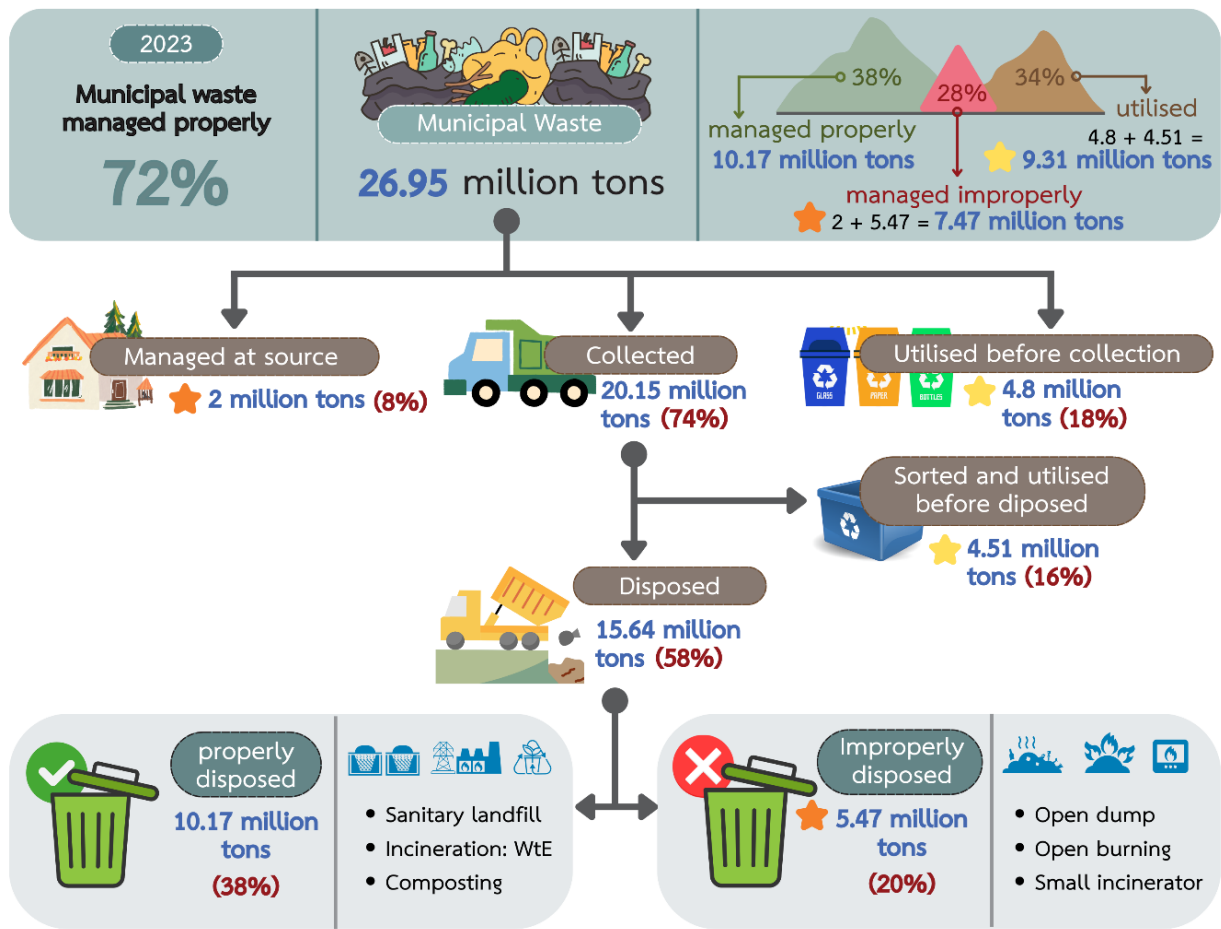 2023
Municipal waste
managed properly
72%
Municipal Waste
26.95 million tons
38%
28%
34%
managed properly
10.17 million tons
utilised
4.8 + 4.51 =
9.31 million tons
managed improperly
2 + 5.47 = 7.47 million tons
Managed at source
2 million tons (8%)
Collected
20.15 million
tons (74%)
GLASS
PAPER
BOTTLES
Utilised before collection
4.8 million
tons (18%)
Sorted and utilised
before diposed
4.51 million
tons (16%)
Disposed
15.64 million
tons (58%)
properly
disposed
10.17 million
tons
(38%)
• Sanitary landfill
• Incineration: WtE
• Composting
Improperly
disposed
5.47 million
tons
(20%)
• Open dump
• Open burning
• Small incinerator